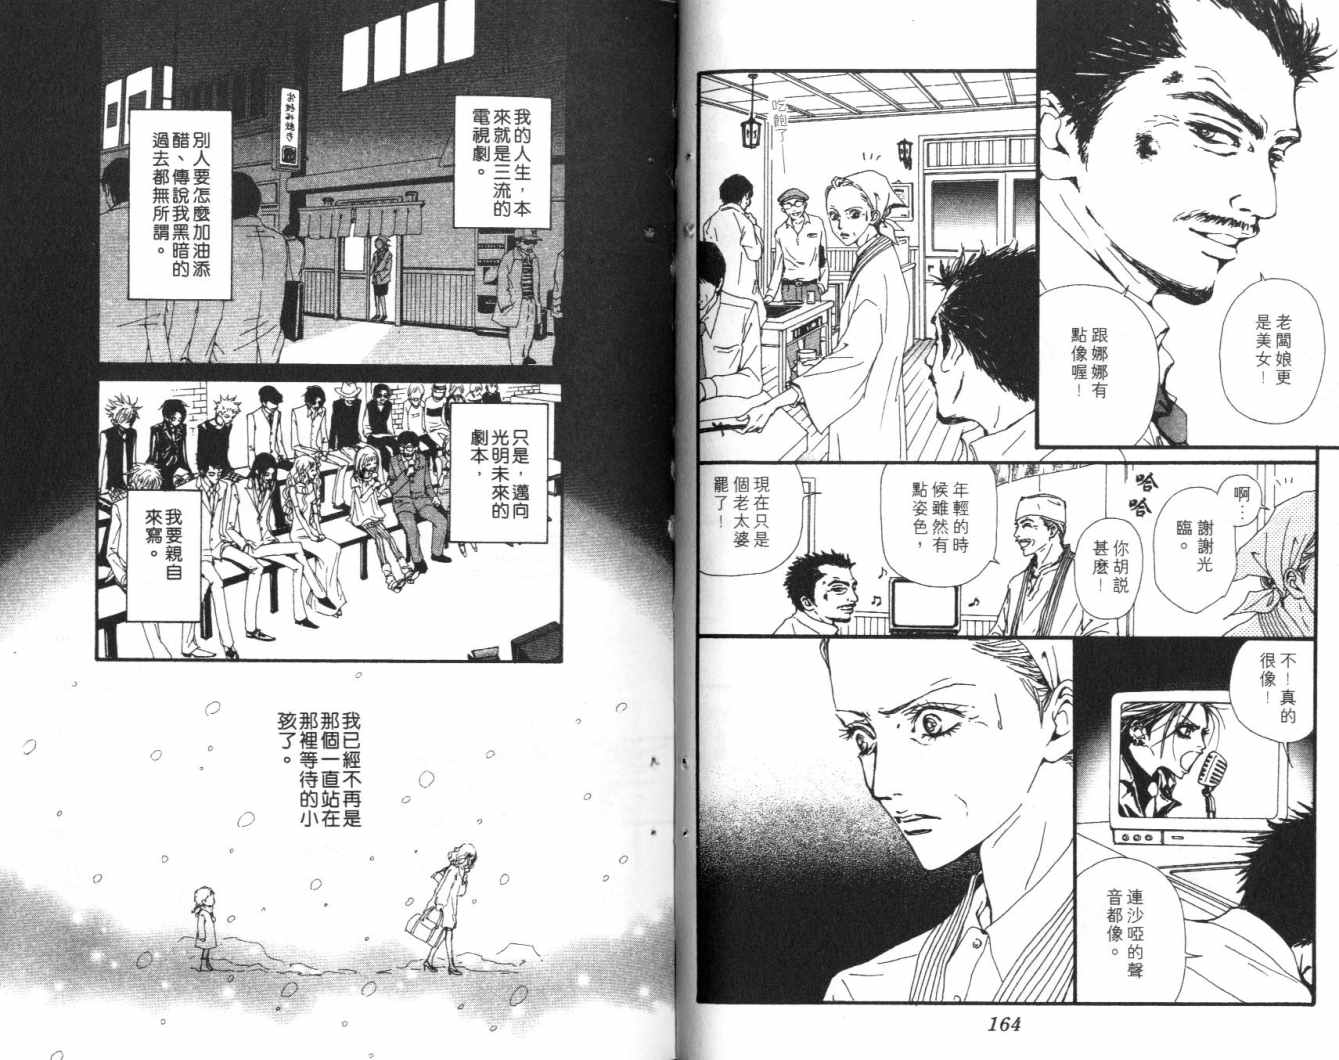 老闆娘更
是美女！
跟娜娜有
點像喔！
吃飽了
啊…
謝謝光
臨。
哈
哈
你胡說
甚麼！
年輕的時
候雖然有
點姿色，
現在只是
個老太婆
罷了！
不！真的
很像！
連沙啞的聲
音都像。
164
我的人生，本
來就是三流的
電視劇。
別人要怎麼加油添
醋、傳說我黑暗的
過去都無所謂。
只是，邁向
光明未來的
劇本，
我要親自
來寫。
我已經不再是
那個一直站在
那裡等待的小
孩了。